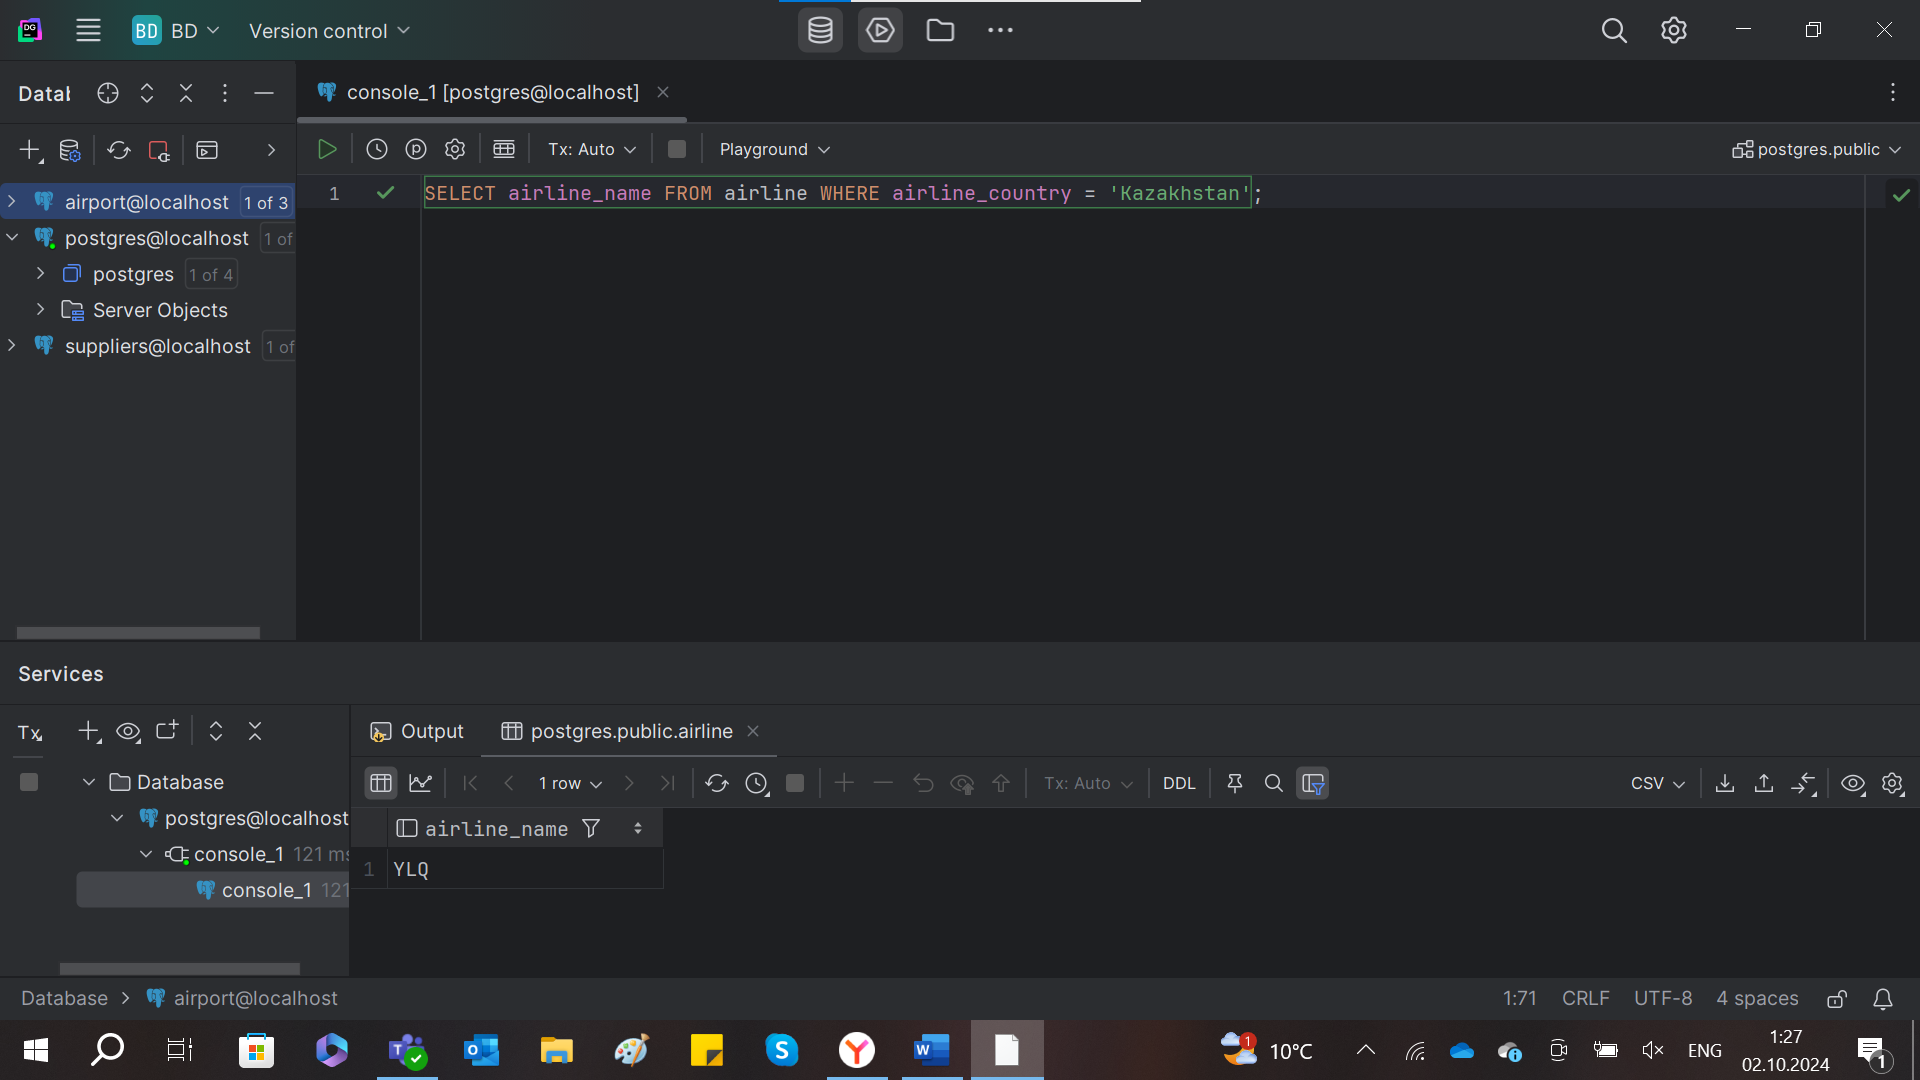 DG
BD BD Version control
Datab
console_1 [postgres@localhost]
Tx: Auto Playground postgres.public
1 SELECT airline_name FROM airline WHERE airline_country = 'Kazakhstan';
airport@localhost 1 of 3
postgres@localhost 1 of
postgres 1 of 4
Server Objects
suppliers@localhost 1 of
Services
Tx
Output postgres.public.airline
1 row Tx: Auto DDL CSV
Database
postgres@localhost
console_1 121 ms
console_1 121
airline_name
1 YLQ
Database > airport@localhost 1:71 CRLF UTF-8 4 spaces
1 10°C ENG 1:27
02.10.2024 1